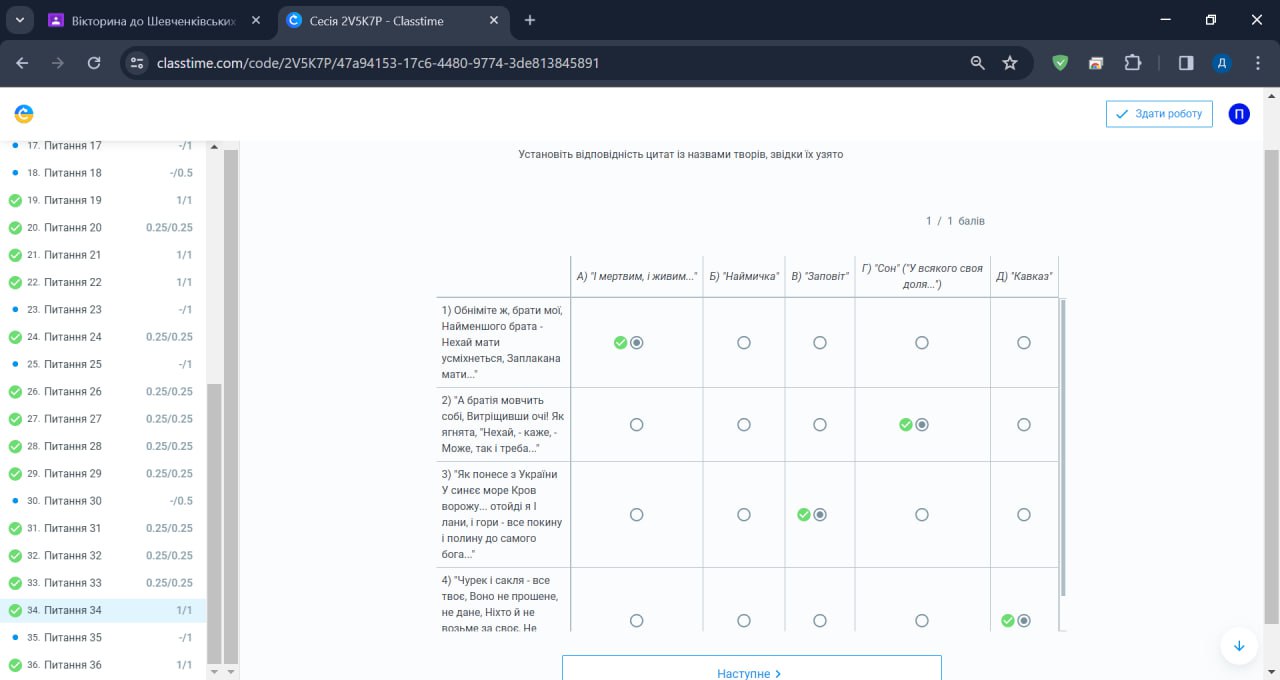 Вікторина до Шевченківських
Сесія 2V5K7P - Classtime
classtime.com/code/2V5K7P/47a94153-17c6-4480-9774-3de813845891
Д
Здати роботу
П
17. Питання 17 -/1
18. Питання 18 -/0.5
19. Питання 19 1/1
20. Питання 20 0.25/0.25
21. Питання 21 1/1
22. Питання 22 1/1
23. Питання 23 -/1
24. Питання 24 0.25/0.25
25. Питання 25 -/1
26. Питання 26 0.25/0.25
27. Питання 27 0.25/0.25
28. Питання 28 0.25/0.25
29. Питання 29 0.25/0.25
30. Питання 30 -/0.5
31. Питання 31 0.25/0.25
32. Питання 32 0.25/0.25
33. Питання 33 0.25/0.25
34. Питання 34 1/1
35. Питання 35 -/1
36. Питання 36 1/1
Установіть відповідність цитат із назвами творів, звідки їх узято
1 / 1 балів
А) "І мертвим, і живим..."
Б) "Наймичка"
В) "Заповіт"
Г) "Сон" ("У всякого своя
доля...")
Д) "Кавказ"
1) Обніміте ж, брати мої,
Найменшого брата -
Нехай мати
усміхнеться, Заплакана
мати..."
2) "А братія мовчить
собі, Витріщивши очі! Як
ягнята, "Нехай, - каже, -
Може, так і треба..."
3) "Як понесе з України
У синєє море Кров
ворожу... отойді я І
лани, і гори - все покину
і полину до самого
бога..."
4) "Чурек і сакля - все
твоє, Воно не прошене,
не дане, Ніхто й не
возьме за своє, Не
Наступне